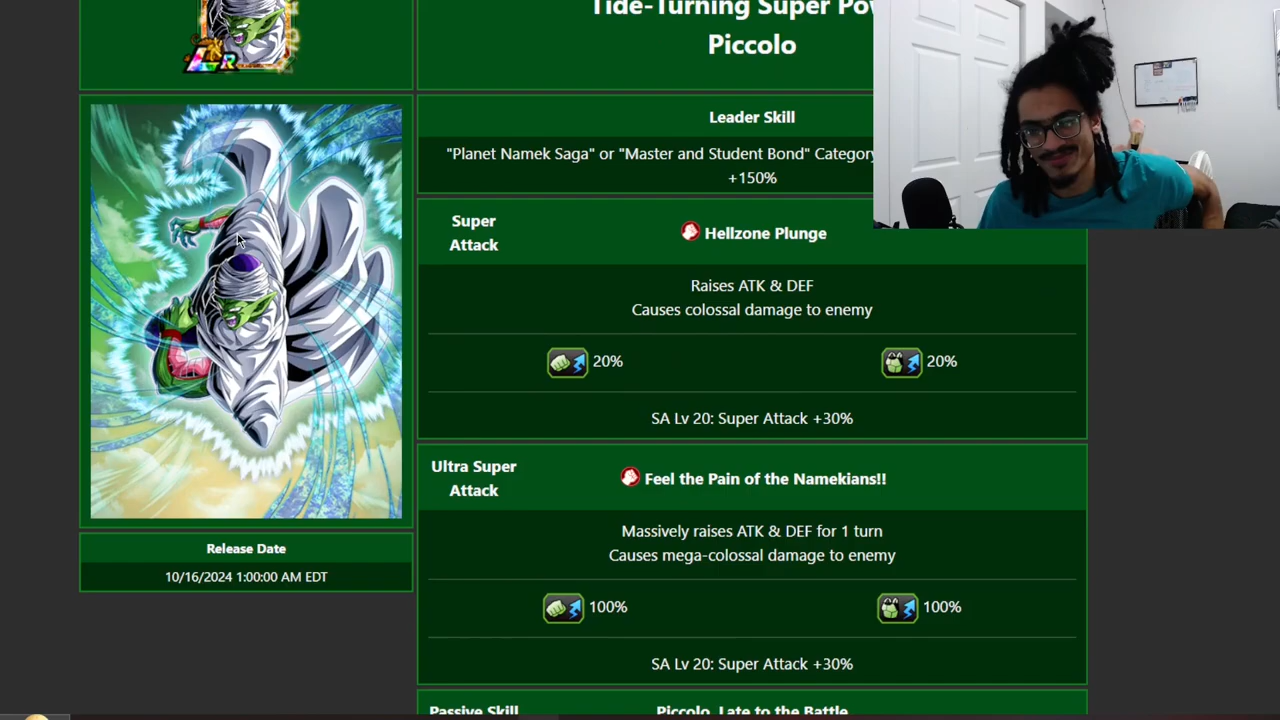 Tide-Turning Super
Piccolo
LR
Leader Skill
"Planet Namek Saga" or "Master and Student Bond" Category
+150%
Super
Attack
Hellzone Plunge
Raises ATK & DEF
Causes colossal damage to enemy
20%
20%
SA Lv 20: Super Attack +30%
Ultra Super
Attack
Feel the Pain of the Namekians!!
Massively raises ATK & DEF for 1 turn
Causes mega-colossal damage to enemy
100%
100%
SA Lv 20: Super Attack +30%
Release Date
10/16/2024 1:00:00 AM EDT
Passive Skill
Piccolo, Late to the Battle